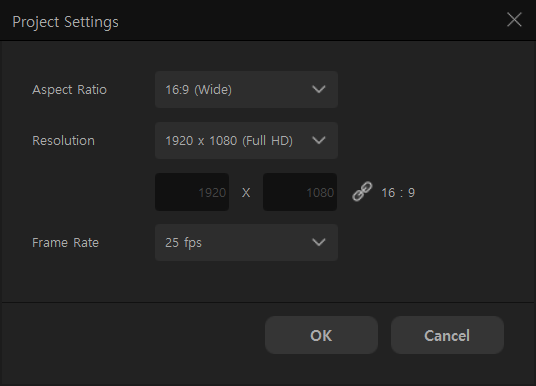 Project Settings
Aspect Ratio 16:9 (Wide)
Resolution 1920 x 1080 (Full HD)
1920 X 1080 16 : 9
Frame Rate 25 fps
OK Cancel